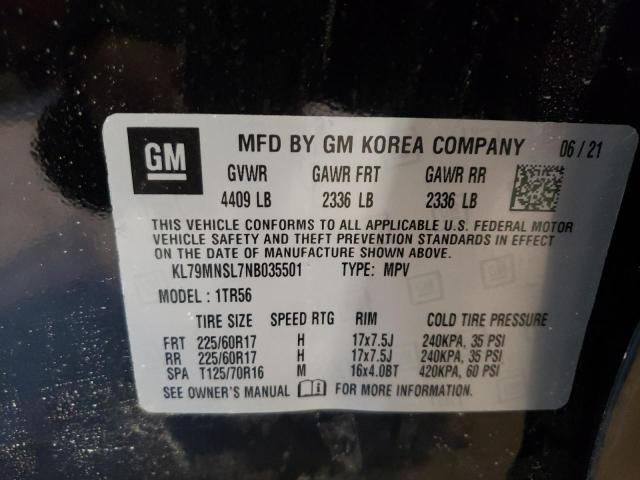 GM
MFD BY GM KOREA COMPANY 06/21
GVWR GAWR FRT GAWR RR
4409 LB 2336 LB 2336 LB
THIS VEHICLE CONFORMS TO ALL APPLICABLE U.S. FEDERAL MOTOR
VEHICLE SAFETY AND THEFT PREVENTION STANDARDS IN EFFECT
ON THE DATE OF MANUFACTURE SHOWN ABOVE.
KL79MNSL7NB035501 TYPE: MPV
MODEL: 1TR56
TIRE SIZE SPEED RTG RIM COLD TIRE PRESSURE
FRT 225/60R17 H 17x7.5J 240KPA, 35 PSI
RR 225/60R17 H 17x7.5J 240KPA, 35 PSI
SPA T125/70R16 M 16x4.0BT 420KPA, 60 PSI
SEE OWNER'S MANUAL FOR MORE INFORMATION.